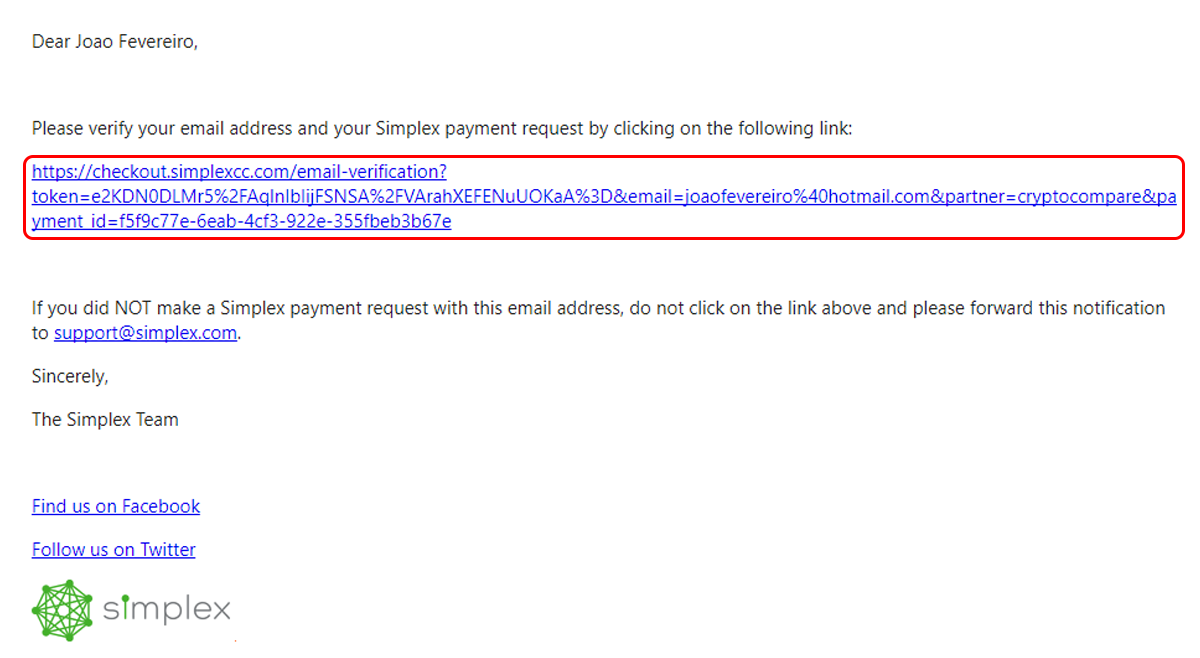 Dear Joao Fevereiro,
Please verify your email address and your Simplex payment request by clicking on the following link:
https://checkout.simplexcc.com/email-verification?
token=e2KDN0DLMr5%2FAqlnlblijFSNSA%2FVArahXEFENuUOKaA%3D&email=joaofevereiro%40hotmail.com&partner=cryptocompare&pa
yment_id=f5f9c77e-6eab-4cf3-922e-355fbeb3b67e
If you did NOT make a Simplex payment request with this email address, do not click on the link above and please forward this notification
to support@simplex.com.
Sincerely,
The Simplex Team
Find us on Facebook
Follow us on Twitter
simplex